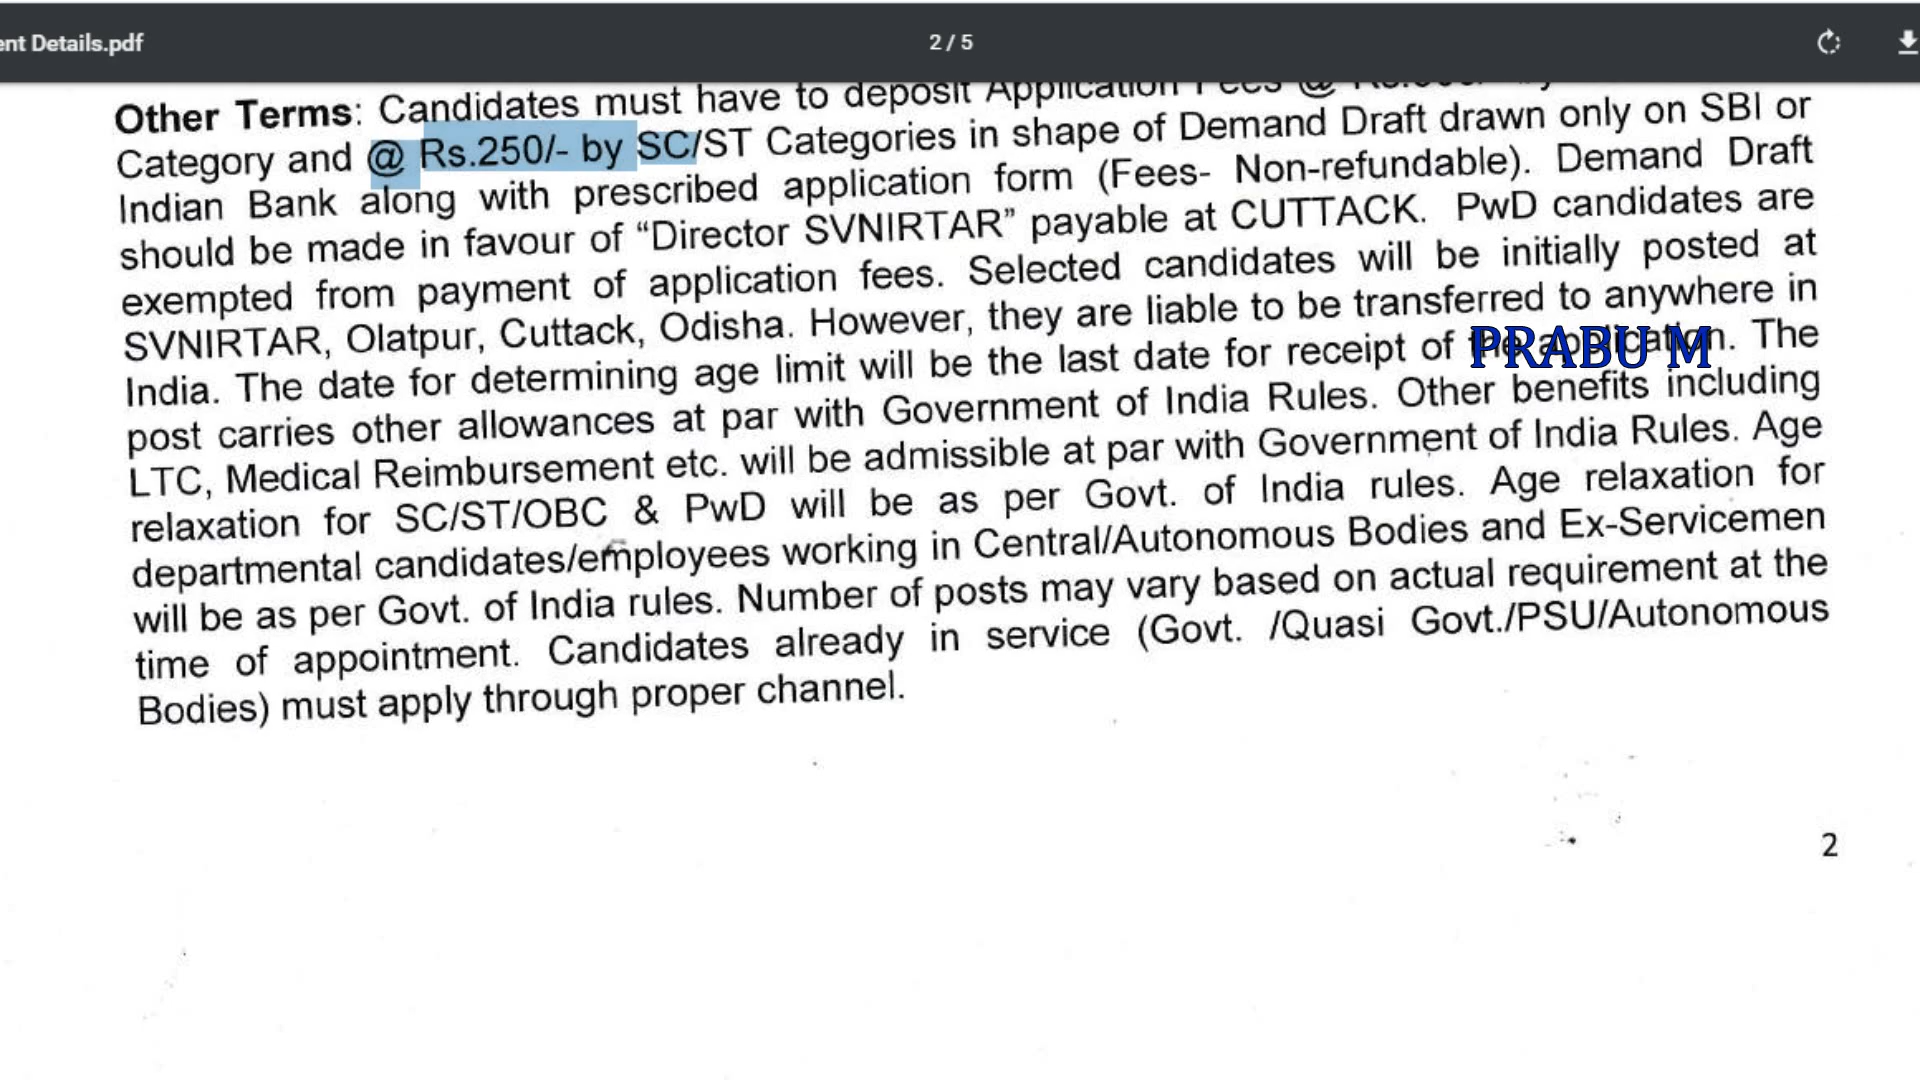 ent Details.pdf
2 / 5
Other Terms: Candidates must have to deposit Application Fees @
Category and @ Rs.250/- by SC/ST Categories in shape of Demand Draft drawn only on SBI or
Indian Bank along with prescribed application form (Fees- Non-refundable). Demand Draft
should be made in favour of “Director SVNIRTAR” payable at CUTTACK. PwD candidates are
exempted from payment of application fees. Selected candidates will be initially posted at
SVNIRTAR, Olatpur, Cuttack, Odisha. However, they are liable to be transferred to anywhere in
India. The date for determining age limit will be the last date for receipt of the application. The
PRABU M
post carries other allowances at par with Government of India Rules. Other benefits including
LTC, Medical Reimbursement etc. will be admissible at par with Government of India Rules. Age
relaxation for SC/ST/OBC & PwD will be as per Govt. of India rules. Age relaxation for
departmental candidates/employees working in Central/Autonomous Bodies and Ex-Servicemen
will be as per Govt. of India rules. Number of posts may vary based on actual requirement at the
time of appointment. Candidates already in service (Govt. /Quasi Govt./PSU/Autonomous
Bodies) must apply through proper channel.
2